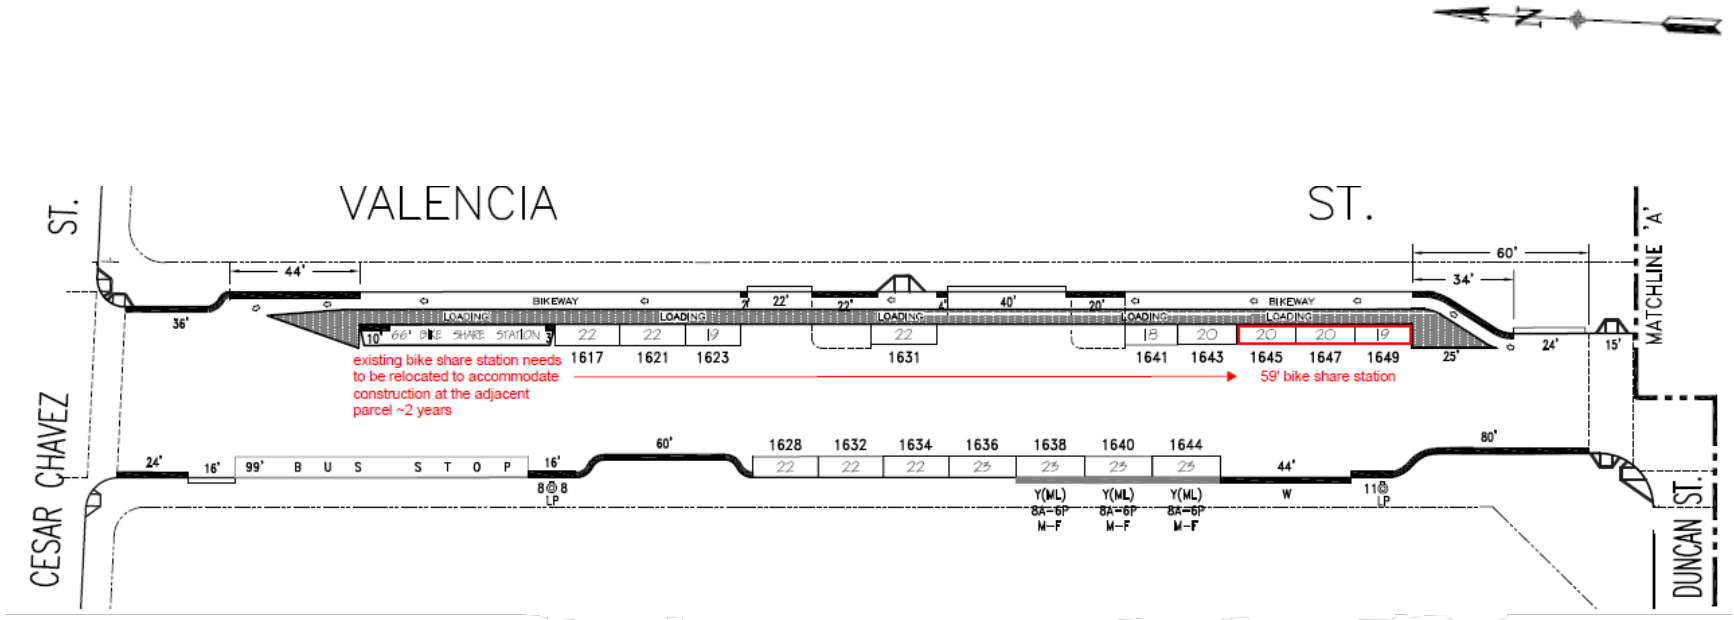 N
VALENCIA ST.
ST.
MATCHLINE 'A'
60'
44'
34'
BIKEWAY
2'
22'
22'
4'
40'
20'
BIKEWAY
36'
LOADING
LOADING
LOADING
LOADING
LOADING
10'
66' BIKE SHARE STATION
3'
22
22
19
22
18
20
20
20
19
24'
15'
25'
1617
1621
1623
1631
1641
1643
1645
1647
1649
existing bike share station needs
to be relocated to accommodate
construction at the adjacent
parcel ~2 years
59' bike share station
CESAR CHAVEZ
24'
16'
99' BUS STOP
16'
60'
1628
1632
1634
1636
1638
1640
1644
80'
22
22
22
23
23
23
23
44'
8 8
LP
W
11
LP
Y(ML)
8A-6P
M-F
Y(ML)
8A-6P
M-F
Y(ML)
8A-6P
M-F
DUNCAN ST.